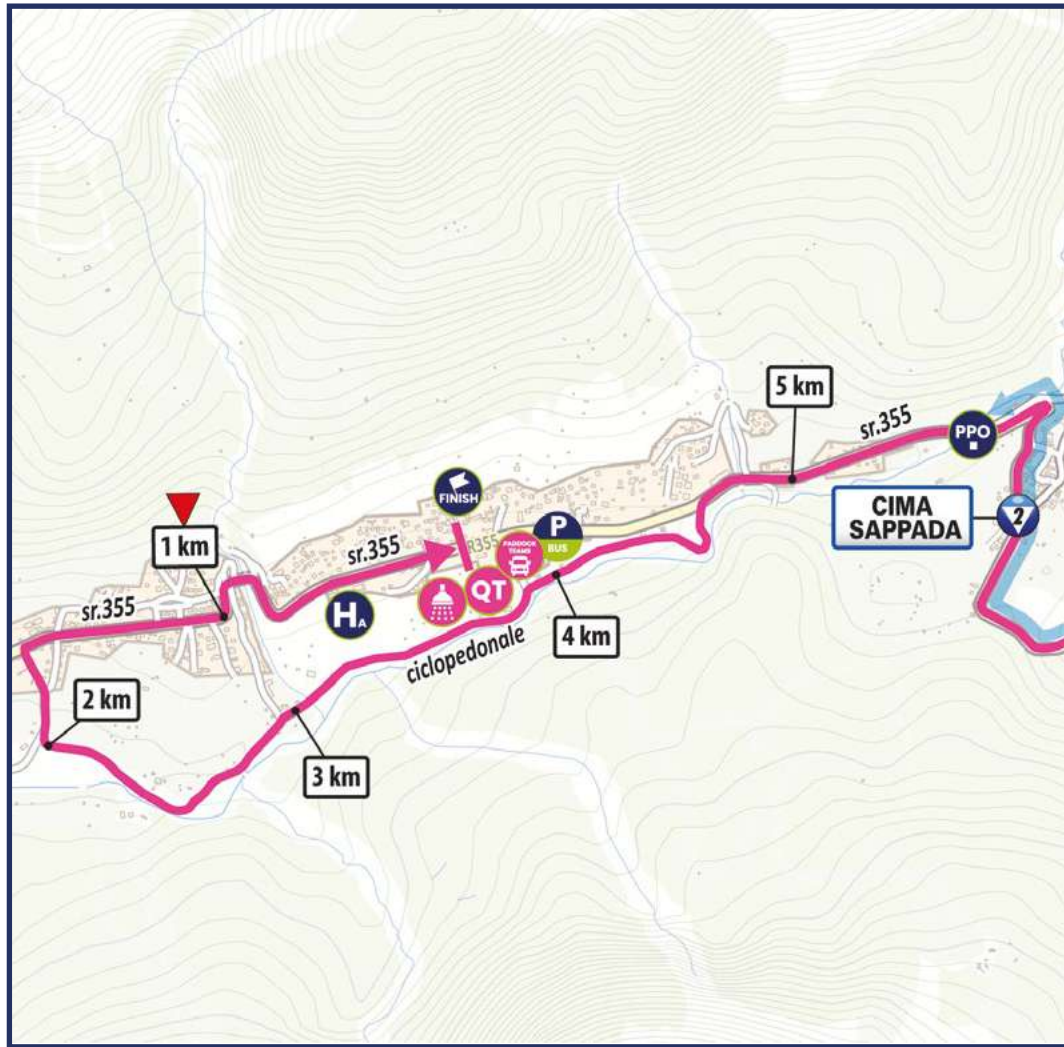 5 km
sr.355
PPO
CIMA
SAPPADA
2
FINISH
P
BUS
1 km
sr.355
R355
PADDOCK
TEAMS
sr.355
HA
QT
4 km
ciclopedonale
2 km
3 km